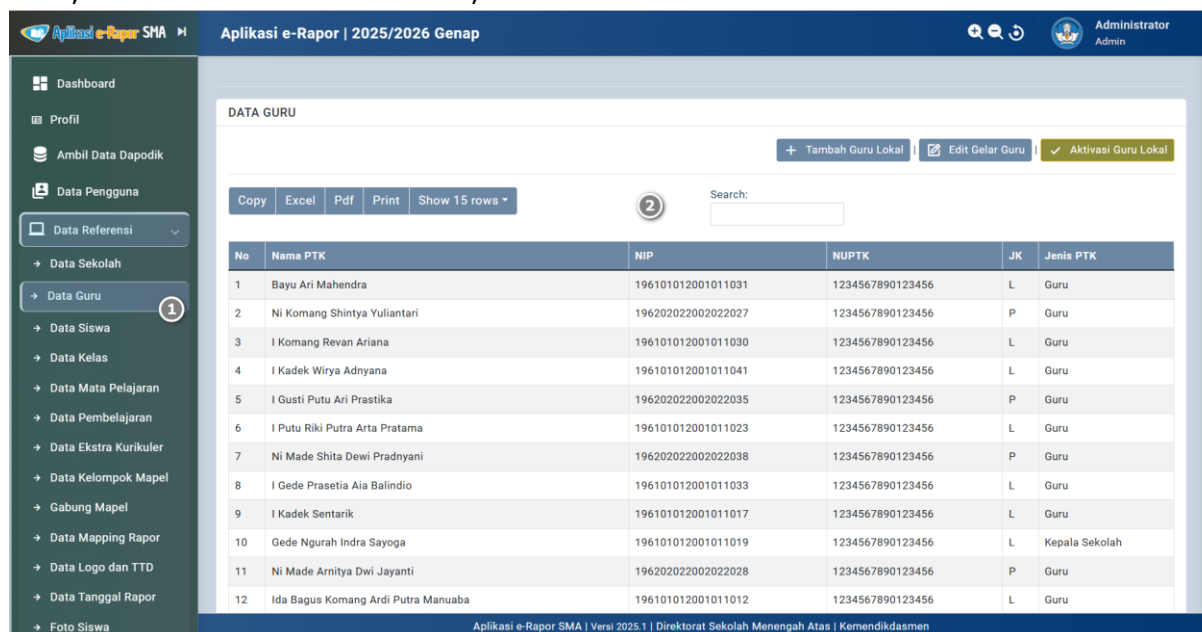 Aplikasi e-Rapor SMA
Aplikasi e-Rapor | 2025/2026 Genap
Administrator
Admin
Dashboard
Profil
Ambil Data Dapodik
Data Pengguna
Data Referensi
Data Sekolah
Data Guru
1
Data Siswa
Data Kelas
Data Mata Pelajaran
Data Pembelajaran
Data Ekstra Kurikuler
Data Kelompok Mapel
Gabung Mapel
Data Mapping Rapor
Data Logo dan TTD
Data Tanggal Rapor
Foto Siswa
DATA GURU
+ Tambah Guru Lokal | Edit Gelar Guru | Aktivasi Guru Lokal
Copy Excel Pdf Print Show 15 rows
2
Search:
No Nama PTK NIP NUPTK JK Jenis PTK
1 Bayu Ari Mahendra 196101012001011031 1234567890123456 L Guru
2 Ni Komang Shintya Yuliantari 196202022002022027 1234567890123456 P Guru
3 I Komang Revan Ariana 196101012001011030 1234567890123456 L Guru
4 I Kadek Wirya Adnyana 196101012001011041 1234567890123456 L Guru
5 I Gusti Putu Ari Prastika 196202022002022035 1234567890123456 P Guru
6 I Putu Riki Putra Arta Pratama 196101012001011023 1234567890123456 L Guru
7 Ni Made Shita Dewi Pradnyani 196202022002022038 1234567890123456 P Guru
8 I Gede Prasetia Aia Balindio 196101012001011033 1234567890123456 L Guru
9 I Kadek Sentarik 196101012001011017 1234567890123456 L Guru
10 Gede Ngurah Indra Sayoga 196101012001011019 1234567890123456 L Kepala Sekolah
11 Ni Made Arnitya Dwi Jayanti 196202022002022028 1234567890123456 P Guru
12 Ida Bagus Komang Ardi Putra Manuaba 196101012001011012 1234567890123456 L Guru
Aplikasi e-Rapor SMA | Versi 2025.1 | Direktorat Sekolah Menengah Atas | Kemendikdasmen